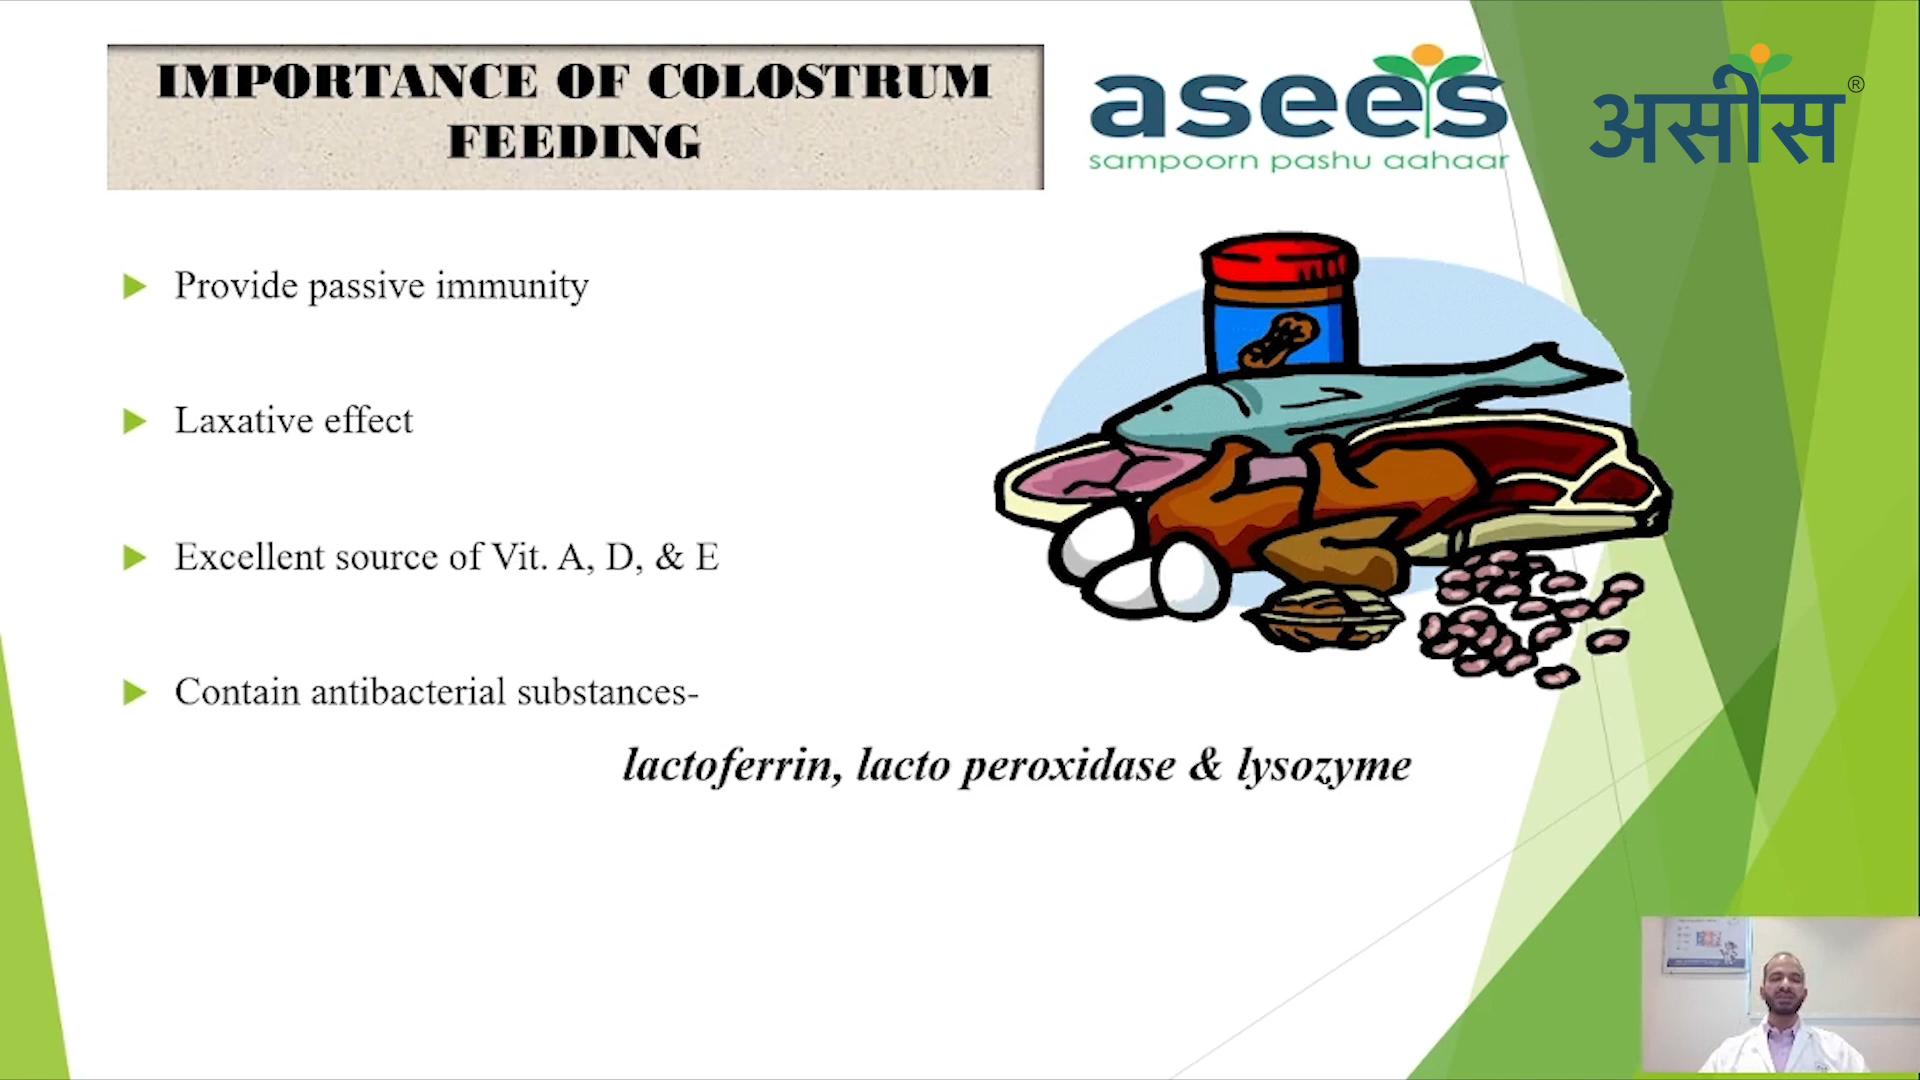 IMPORTANCE OF COLOSTRUM
FEEDING
asees
sampoorn pashu aahaar
असीस®
Provide passive immunity
Laxative effect
Excellent source of Vit. A, D, & E
Contain antibacterial substances-
lactoferrin, lacto peroxidase & lysozyme